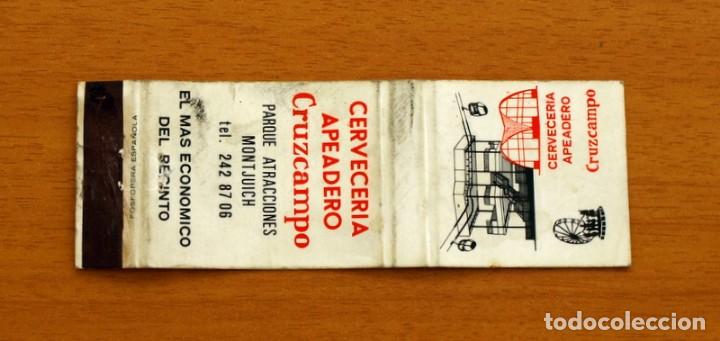 CERVECERIA
APEADERO
Cruzcampo
CERVECERIA
APEADERO
Cruzcampo
PARQUE ATRACCIONES
MONTJUICH
tel. 242 87 06
EL MAS ECONOMICO
DEL RECINTO
FOSFORERA ESPAÑOLA
todocoleccion.net